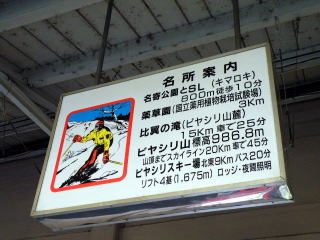 名所案内
名寄公園とSL(キマロキ)
800m徒歩10分
薬草園(国立薬用植物栽培試験場)
3Km
比翼の滝(ピヤシリ山麓)
15Km車で25分
ピヤシリ山標高986.8m
山頂までスカイライン20Km車で45分
ピヤシリスキー場北東9Kmバス20分
リフト4基(1,675m) ロッジ・夜間照明